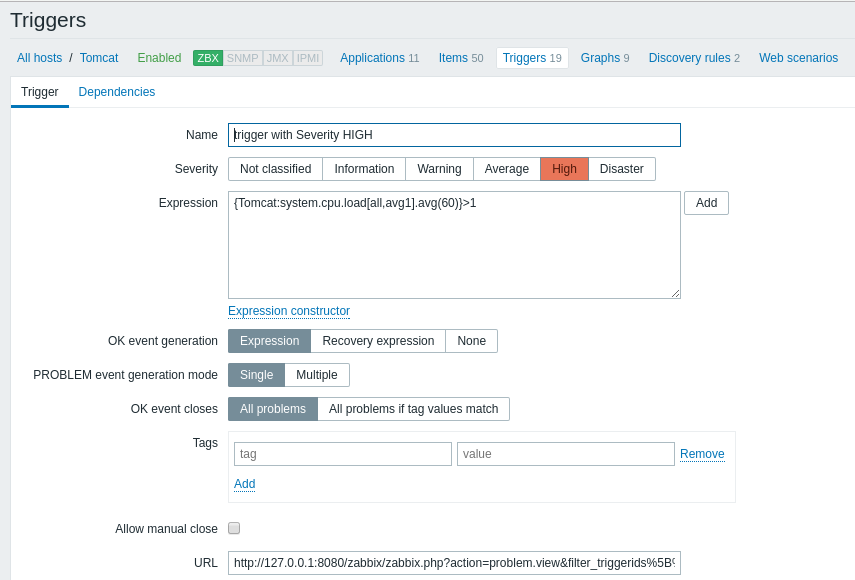 Triggers
All hosts / Tomcat Enabled ZBX SNMP JMX IPMI Applications 11 Items 50 Triggers 19 Graphs 9 Discovery rules 2 Web scenarios
Trigger Dependencies
Name trigger with Severity HIGH
Severity Not classified Information Warning Average High Disaster
Expression {Tomcat:system.cpu.load[all,avg1].avg(60)}>1 Add
Expression constructor
OK event generation Expression Recovery expression None
PROBLEM event generation mode Single Multiple
OK event closes All problems All problems if tag values match
Tags tag value Remove
Add
Allow manual close
URL http://127.0.0.1:8080/zabbix/zabbix.php?action=problem.view&filter_triggerids%5B%